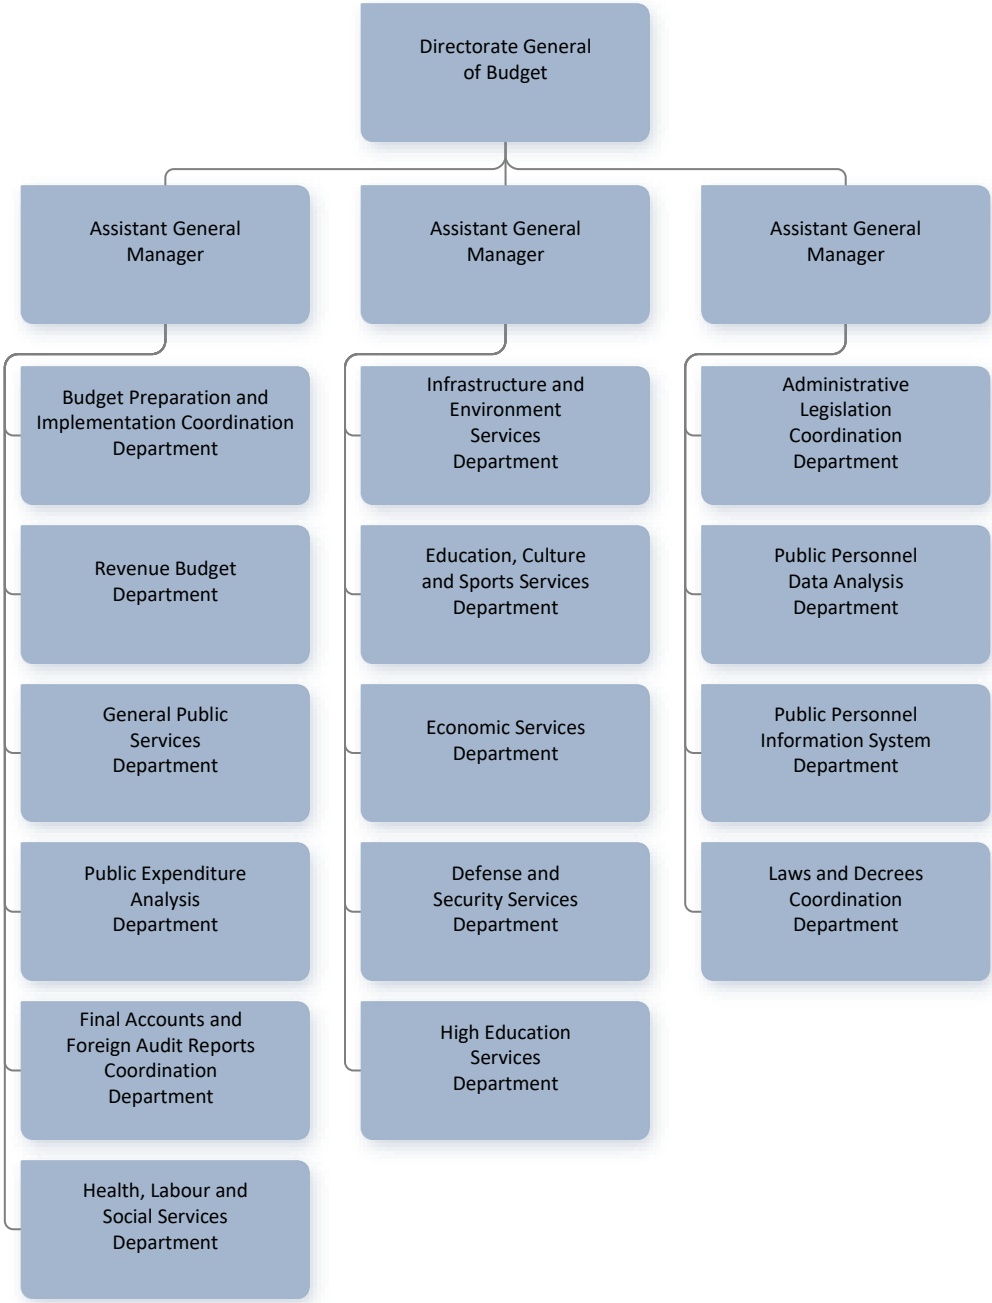 Directorate General
of Budget
Assistant General
Manager
Assistant General
Manager
Assistant General
Manager
Budget Preparation and
Implementation Coordination
Department
Revenue Budget
Department
General Public
Services
Department
Public Expenditure
Analysis
Department
Final Accounts and
Foreign Audit Reports
Coordination
Department
Health, Labour and
Social Services
Department
Infrastructure and
Environment
Services
Department
Education, Culture
and Sports Services
Department
Economic Services
Department
Defense and
Security Services
Department
High Education
Services
Department
Administrative
Legislation
Coordination
Department
Public Personnel
Data Analysis
Department
Public Personnel
Information System
Department
Laws and Decrees
Coordination
Department